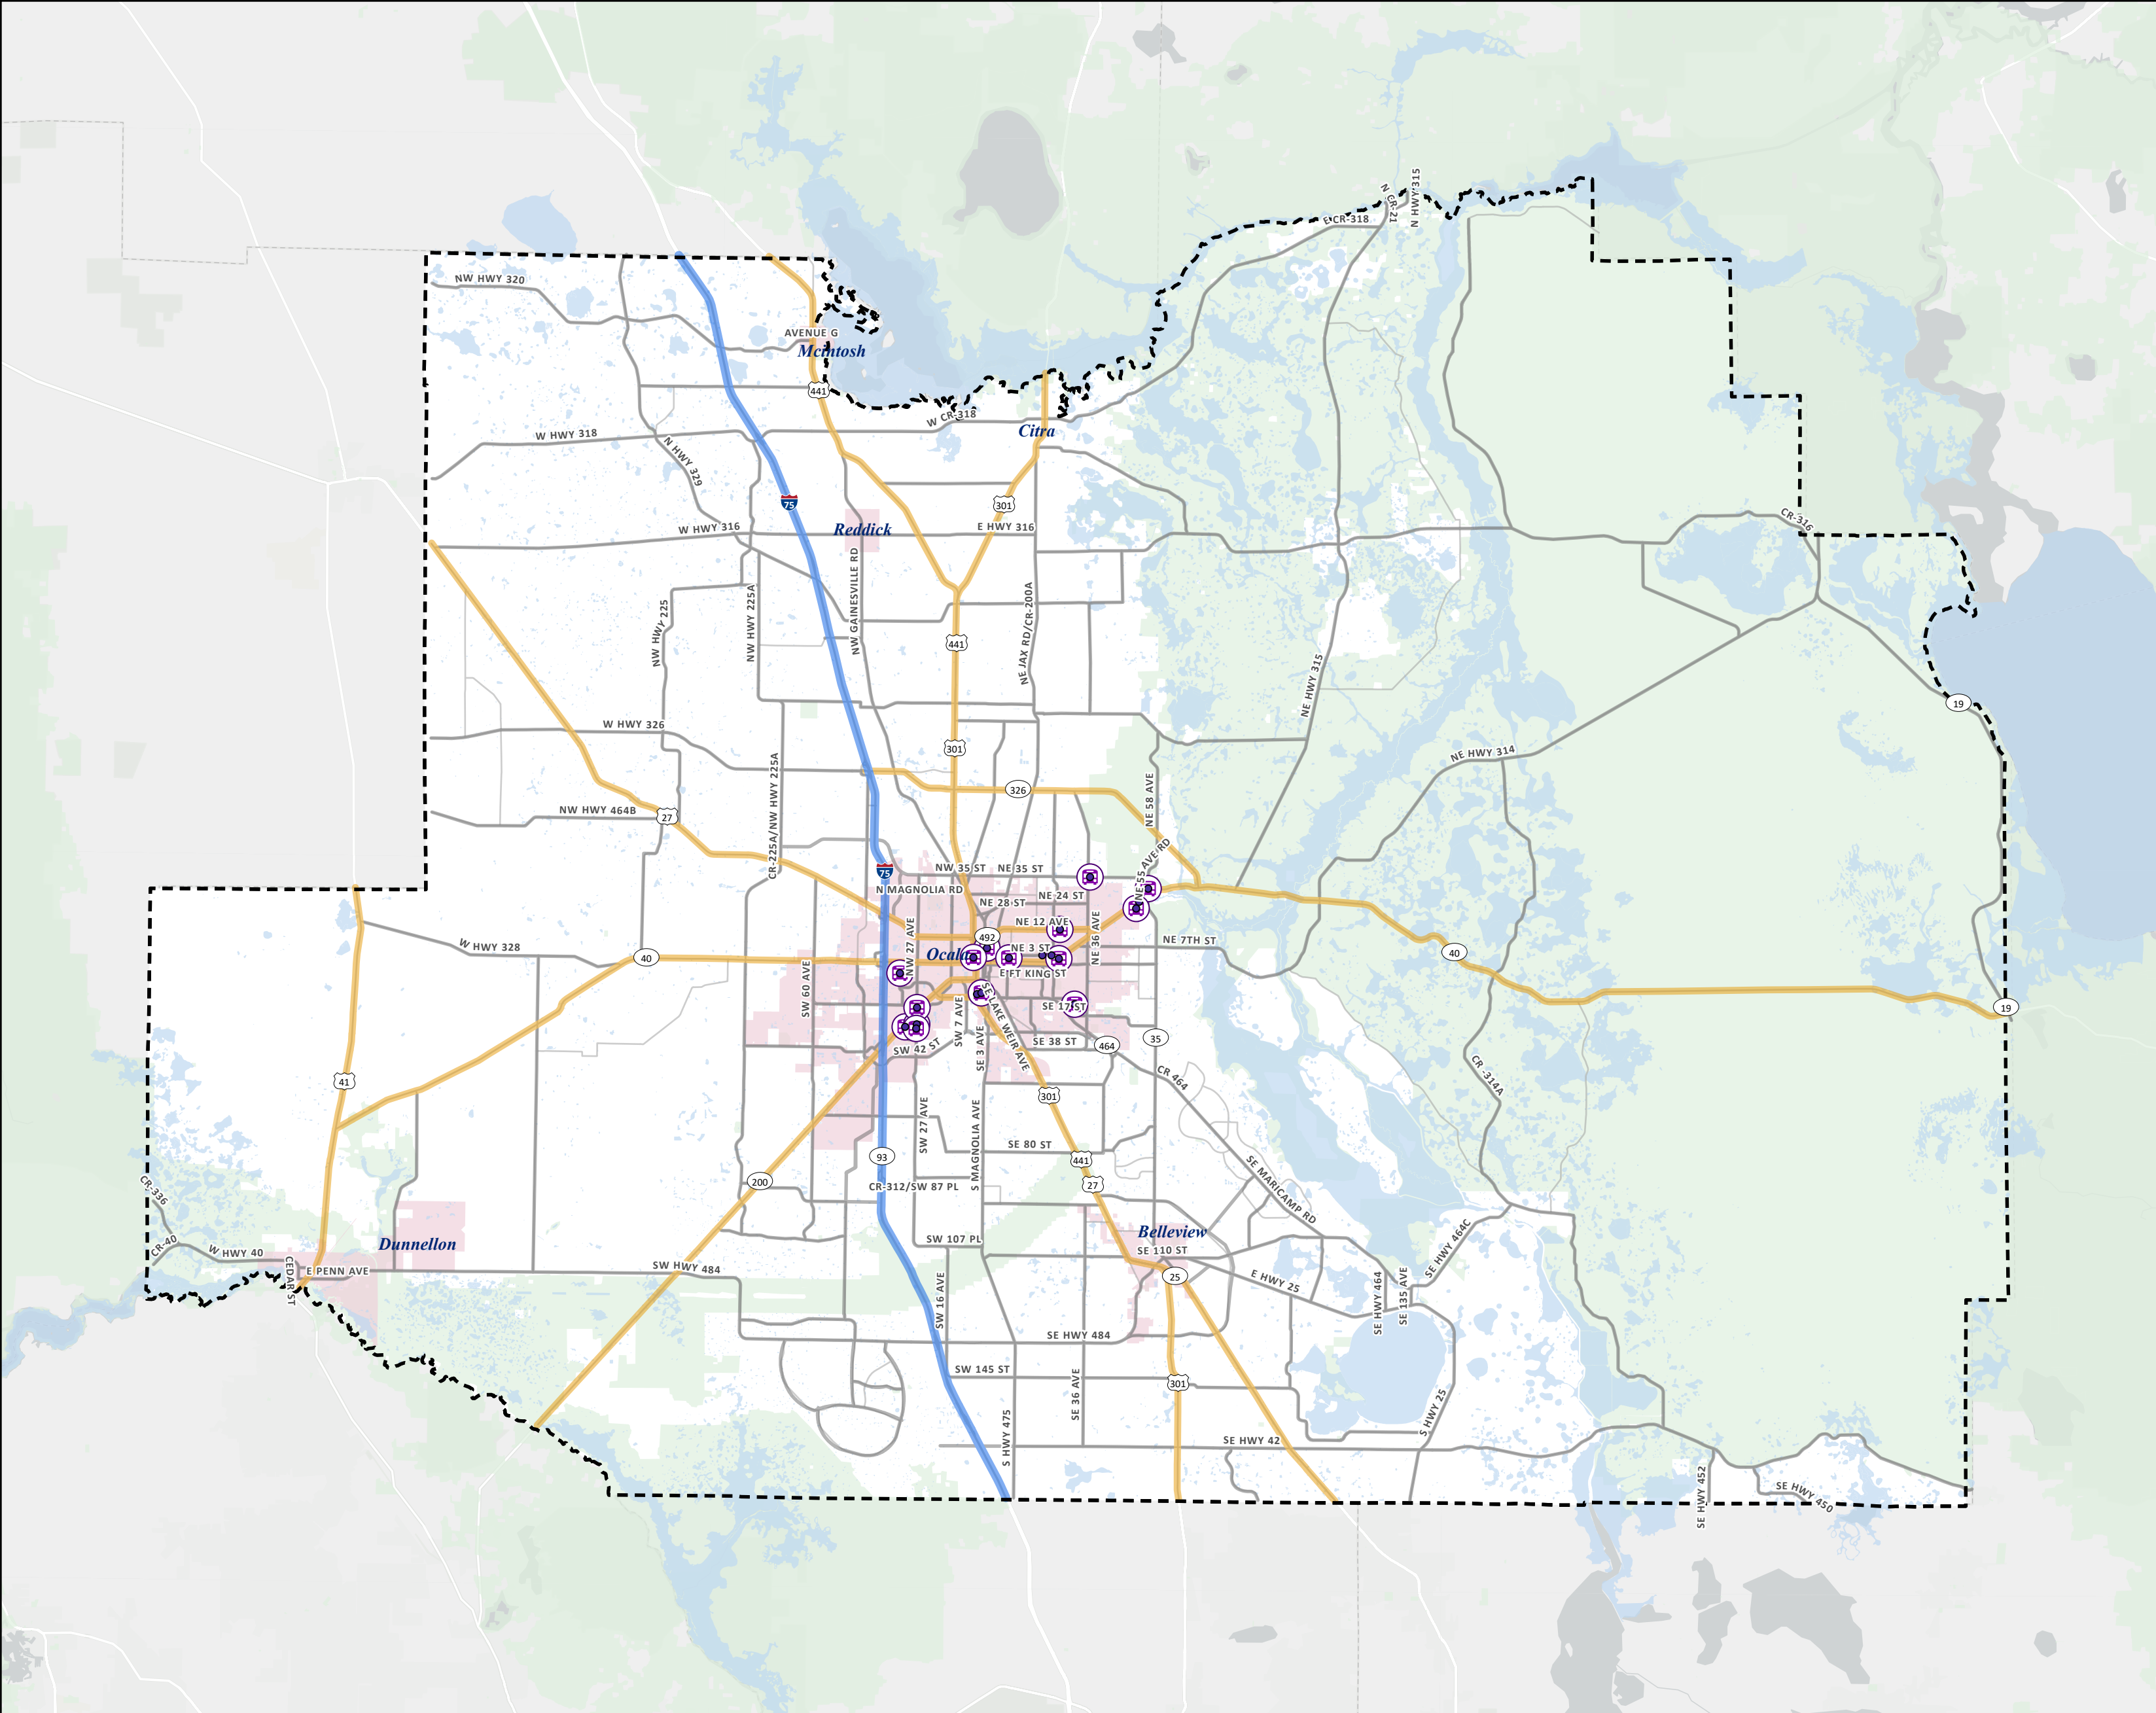 N HWY 315
N CR-21
E CR-318
NW HWY 320
AVENUE G
Mcintosh
441
W CR-318
Citra
W HWY 318
N HWY 329
75
301
Reddick
W HWY 316
E HWY 316
CR-316
NW HWY 225
NW HWY 225A
NW GAINESVILLE RD
NE JAX RD/CR-200A
441
NE HWY 315
19
W HWY 326
301
NE HWY 314
CR-225A/NW HWY 225A
326
NE 58 AVE
NW HWY 464B
27
75
NW 35 ST
NE 35 ST
NE 55 AVE RD
N MAGNOLIA RD
NE 24 ST
NE 28 ST
NE 12 AVE
492
NW 27 AVE
NE 36 AVE
NE 7TH ST
W HWY 328
40
Ocala
NE 3 ST
40
E FT KING ST
SW 60 AVE
SE 17 ST
19
SW 7 AVE
SE LAKE WEIR AVE
SE 3 AVE
SW 42 ST
SE 38 ST
464
35
41
CR 464
CR -314A
301
SW 27 AVE
S MAGNOLIA AVE
SE 80 ST
93
441
200
CR-312/SW 87 PL
27
SE MARICAMP RD
CR-336
CR-40
W HWY 40
Dunnellon
Belleview
SW 107 PL
SE 110 ST
SE HWY 464C
CEDAR ST
E PENN AVE
SW HWY 484
25
E HWY 25
SE HWY 464
SE 135 AVE
SW 16 AVE
SE HWY 484
SW 145 ST
SE 36 AVE
301
S HWY 25
S HWY 475
SE HWY 42
SE HWY 452
SE HWY 450